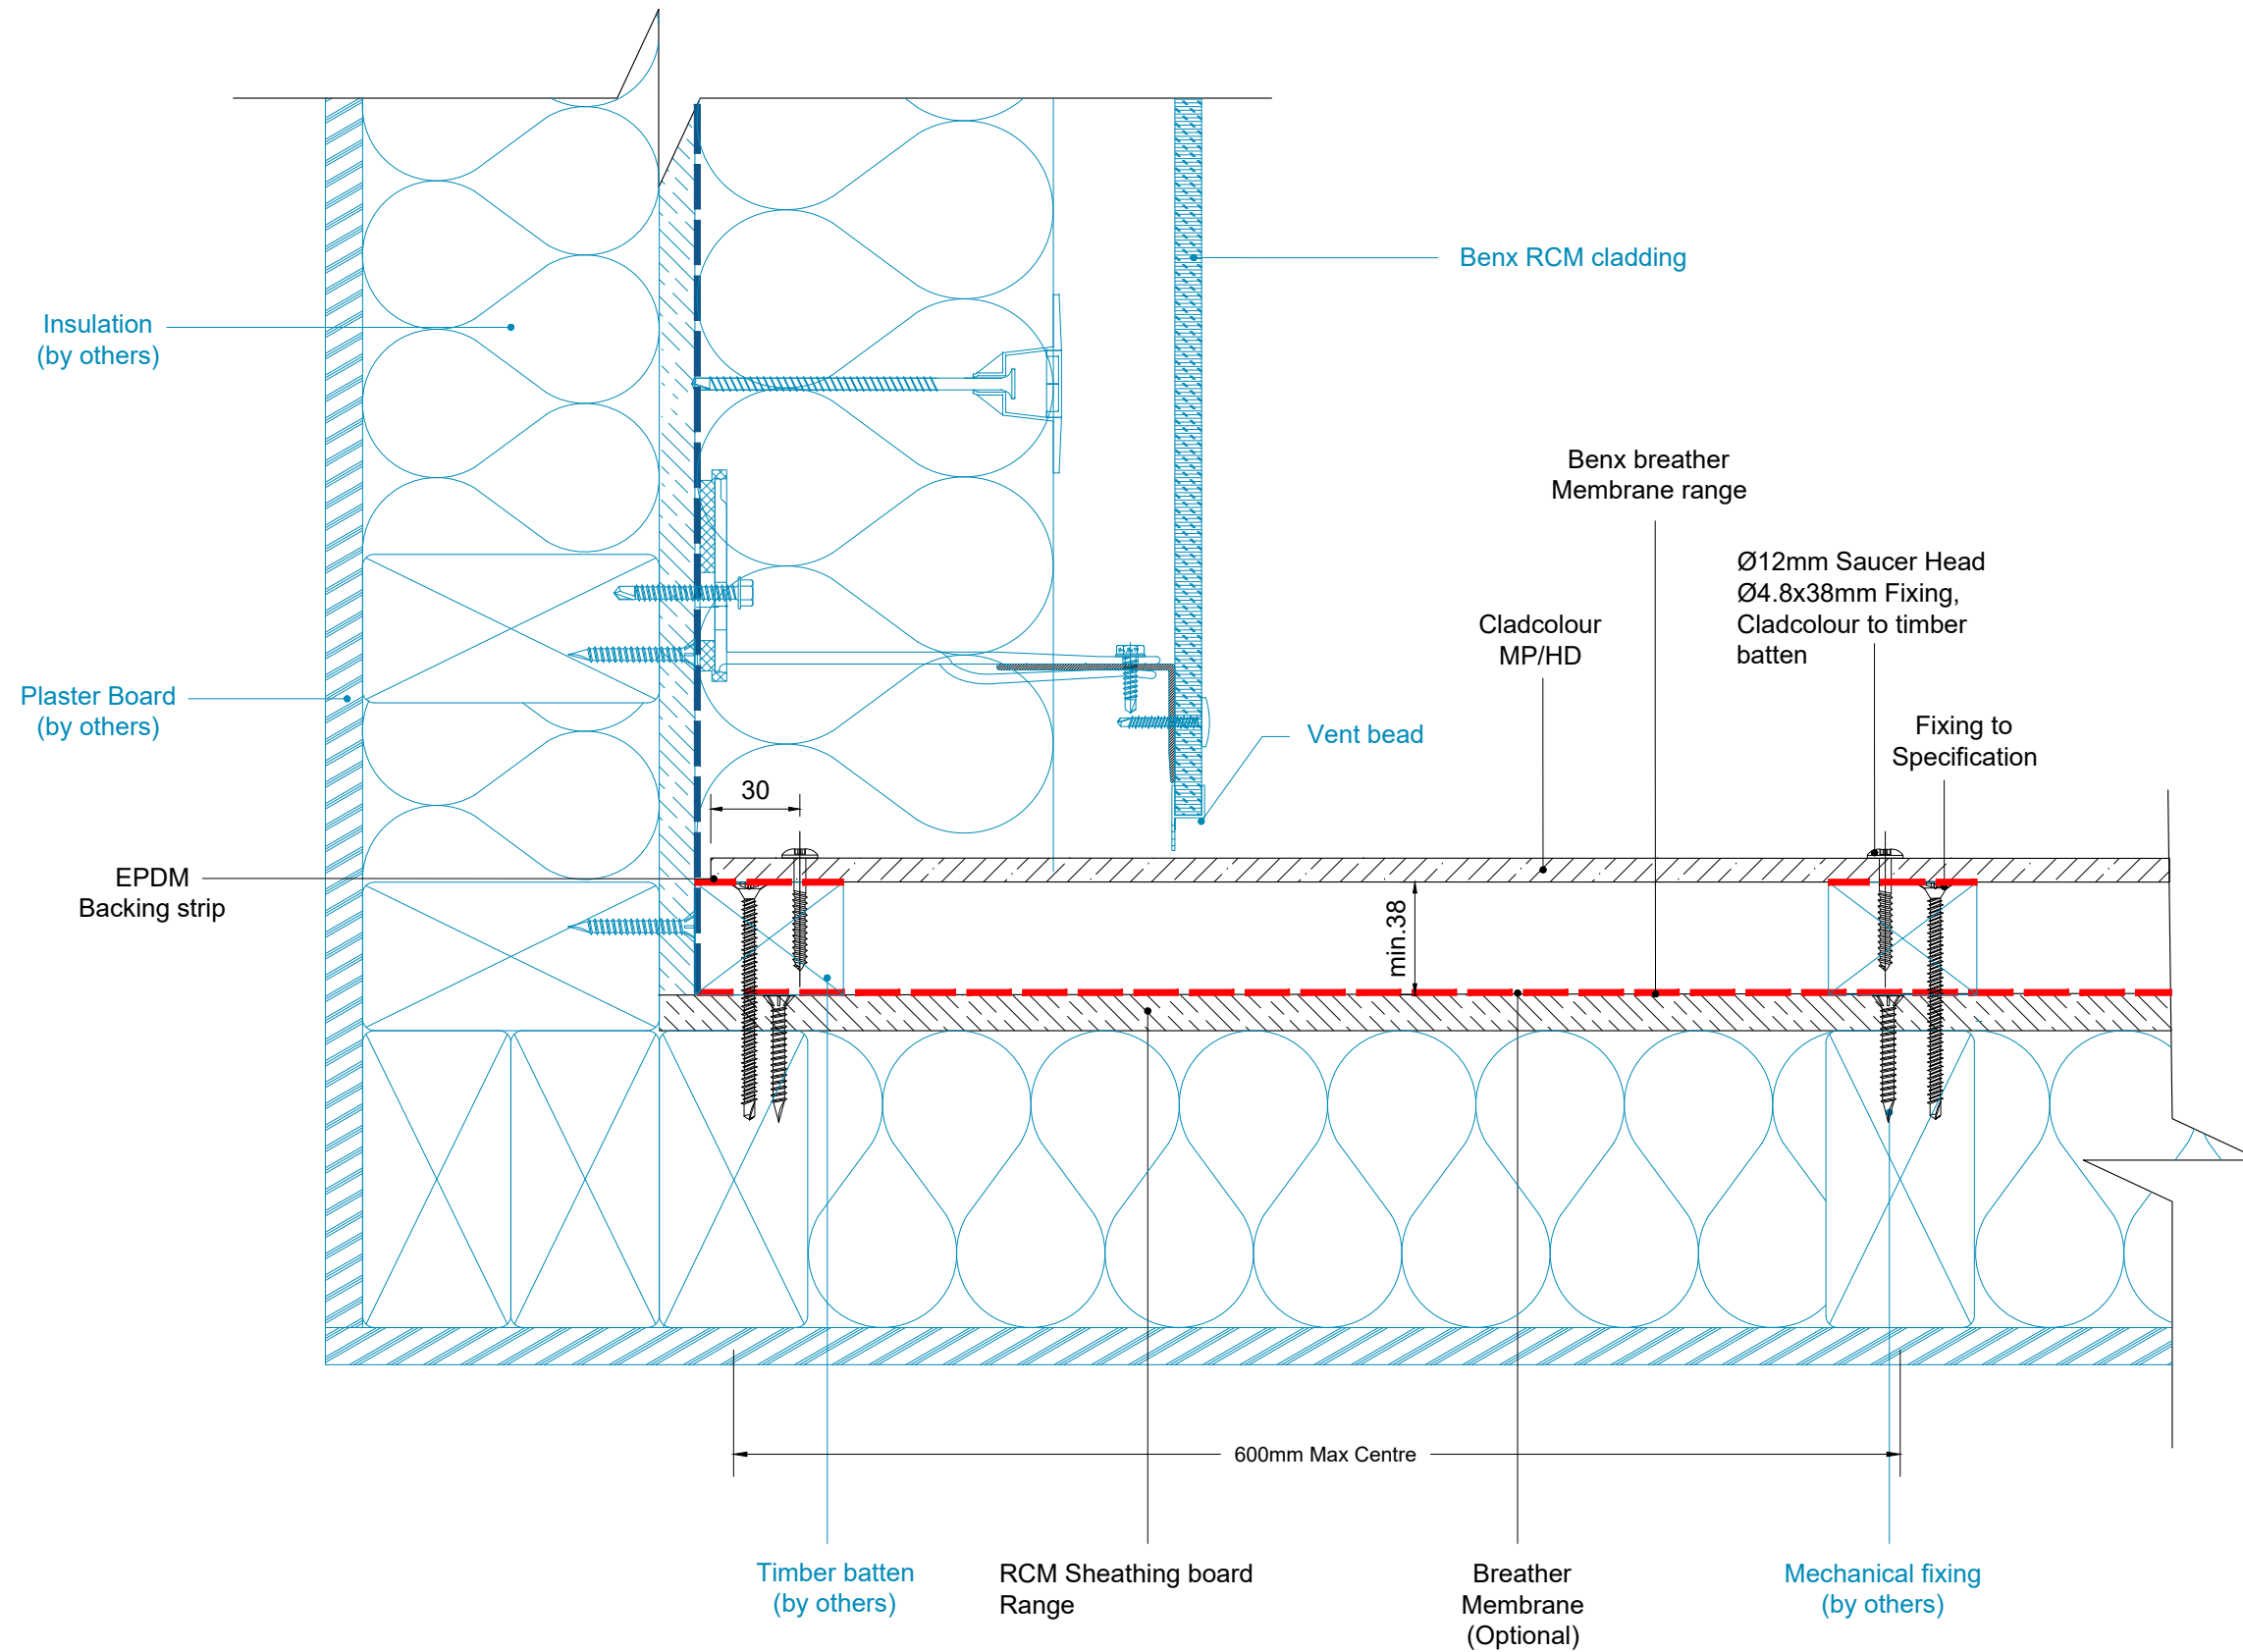 Benx RCM cladding
Insulation
(by others)
Benx breather
Membrane range
Ø12mm Saucer Head
Ø4.8x38mm Fixing,
Cladcolour to timber
batten
Cladcolour
MP/HD
Plaster Board
(by others)
Vent bead
Fixing to
Specification
30
EPDM
Backing strip
min.38
600mm Max Centre
Timber batten
(by others)
RCM Sheathing board
Range
Breather
Membrane
(Optional)
Mechanical fixing
(by others)